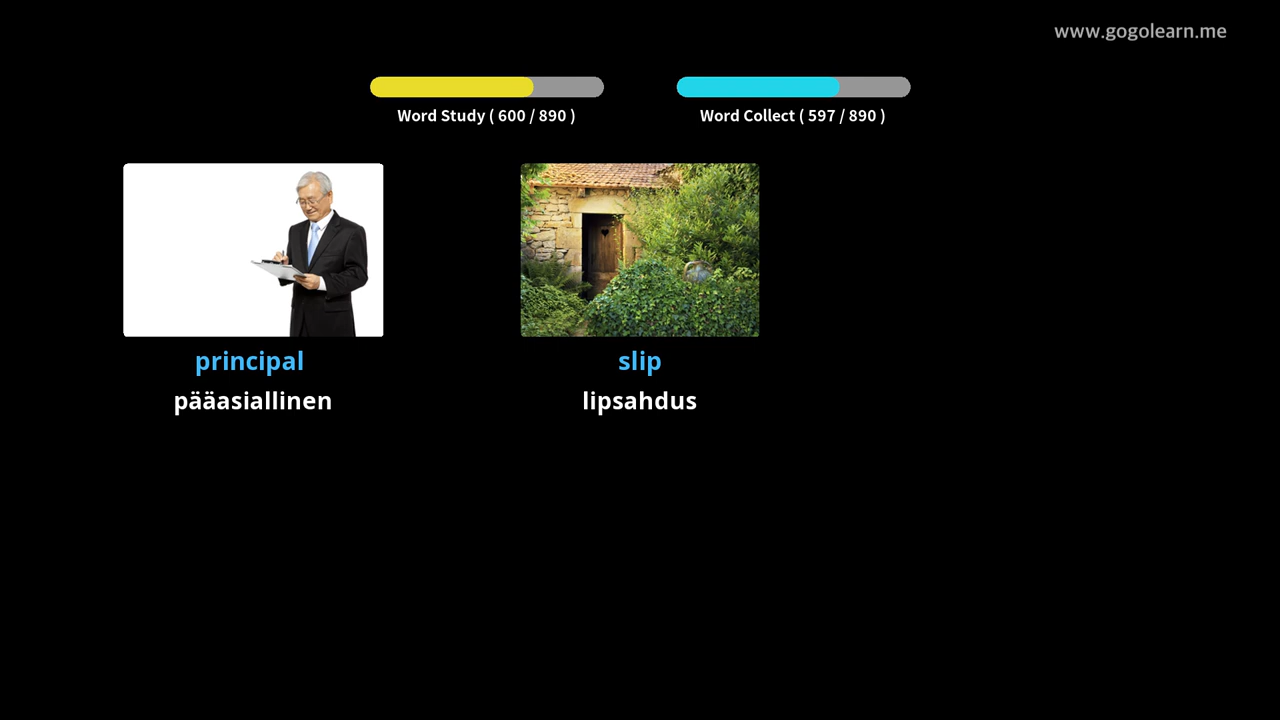 www.gogolearn.me
Word Study ( 600 / 890 )
Word Collect ( 597 / 890 )
principal
pääasiallinen
slip
lipsahdus